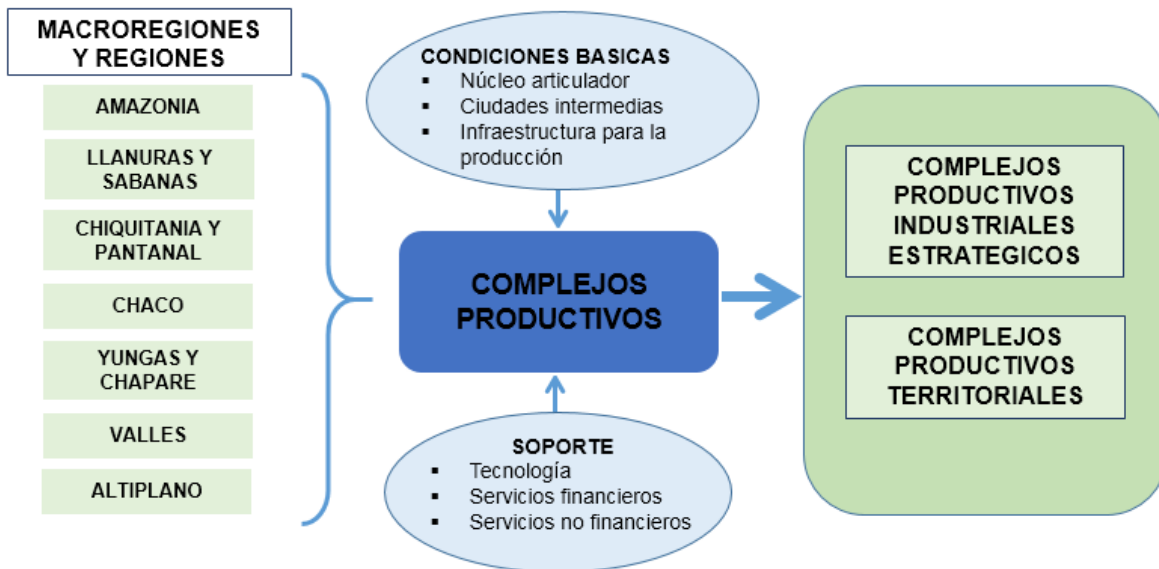 MACROREGIONES
Y REGIONES
AMAZONIA
LLANURAS Y
SABANAS
CHIQUITANIA Y
PANTANAL
CHACO
YUNGAS Y
CHAPARE
VALLES
ALTIPLANO
CONDICIONES BASICAS
▪ Núcleo articulador
▪ Ciudades intermedias
▪ Infraestructura para la
producción
COMPLEJOS
PRODUCTIVOS
SOPORTE
▪ Tecnología
▪ Servicios financieros
▪ Servicios no financieros
COMPLEJOS
PRODUCTIVOS
INDUSTRIALES
ESTRATEGICOS
COMPLEJOS
PRODUCTIVOS
TERRITORIALES